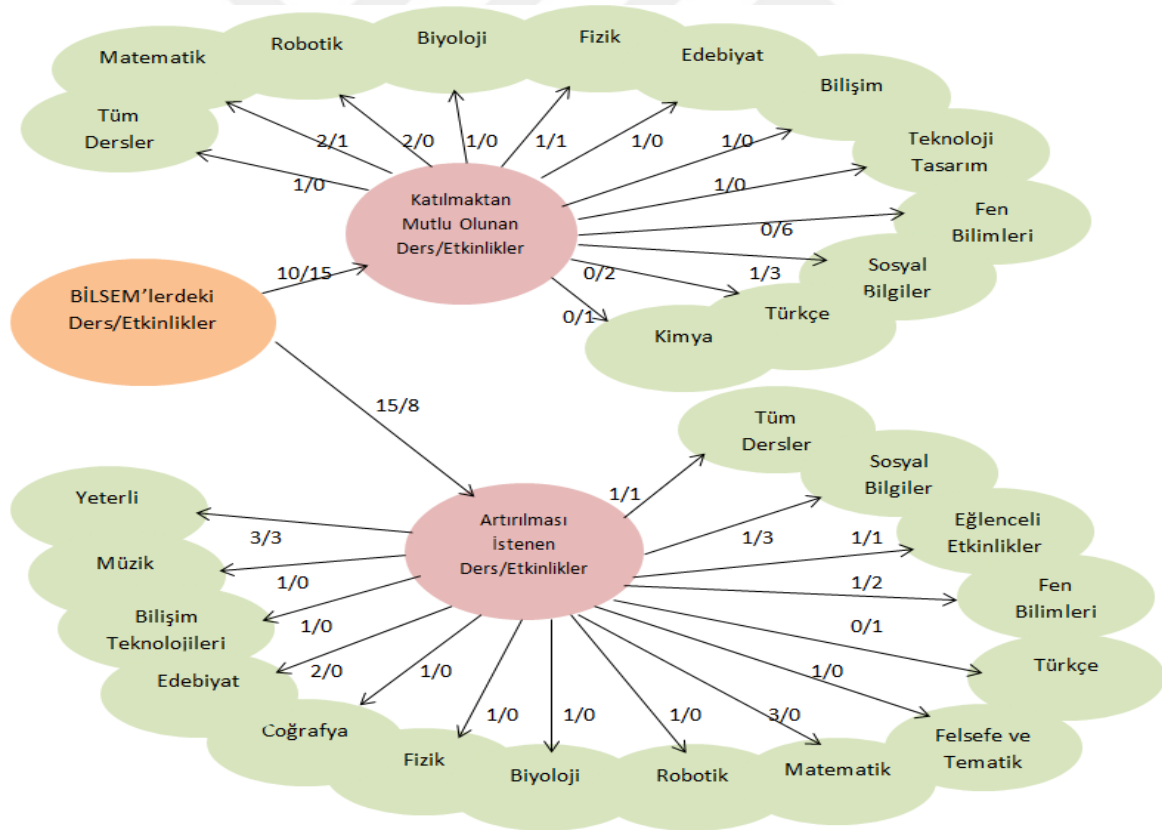 Matematik
Robotik
Biyoloji
Fizik
Edebiyat
Bilişim
Tüm
Dersler
Teknoloji
Tasarım
Fen
Bilimleri
Sosyal
Bilgiler
Türkçe
Kimya
1/0
2/1
2/0
1/0
1/1
1/0
1/0
1/0
0/6
1/3
0/2
0/1
Katılmaktan
Mutlu Olunan
Ders/Etkinlikler
10/15
BİLSEM’lerdeki
Ders/Etkinlikler
15/8
Artırılması
İstenen
Ders/Etkinlikler
Tüm
Dersler
1/1
Sosyal
Bilgiler
1/3
Eğlenceli
Etkinlikler
1/1
Fen
Bilimleri
1/2
Türkçe
0/1
Felsefe ve
Tematik
1/0
Matematik
3/0
Robotik
1/0
Biyoloji
1/0
Fizik
1/0
Coğrafya
1/0
Edebiyat
2/0
Bilişim
Teknolojileri
1/0
Müzik
1/0
Yeterli
3/3